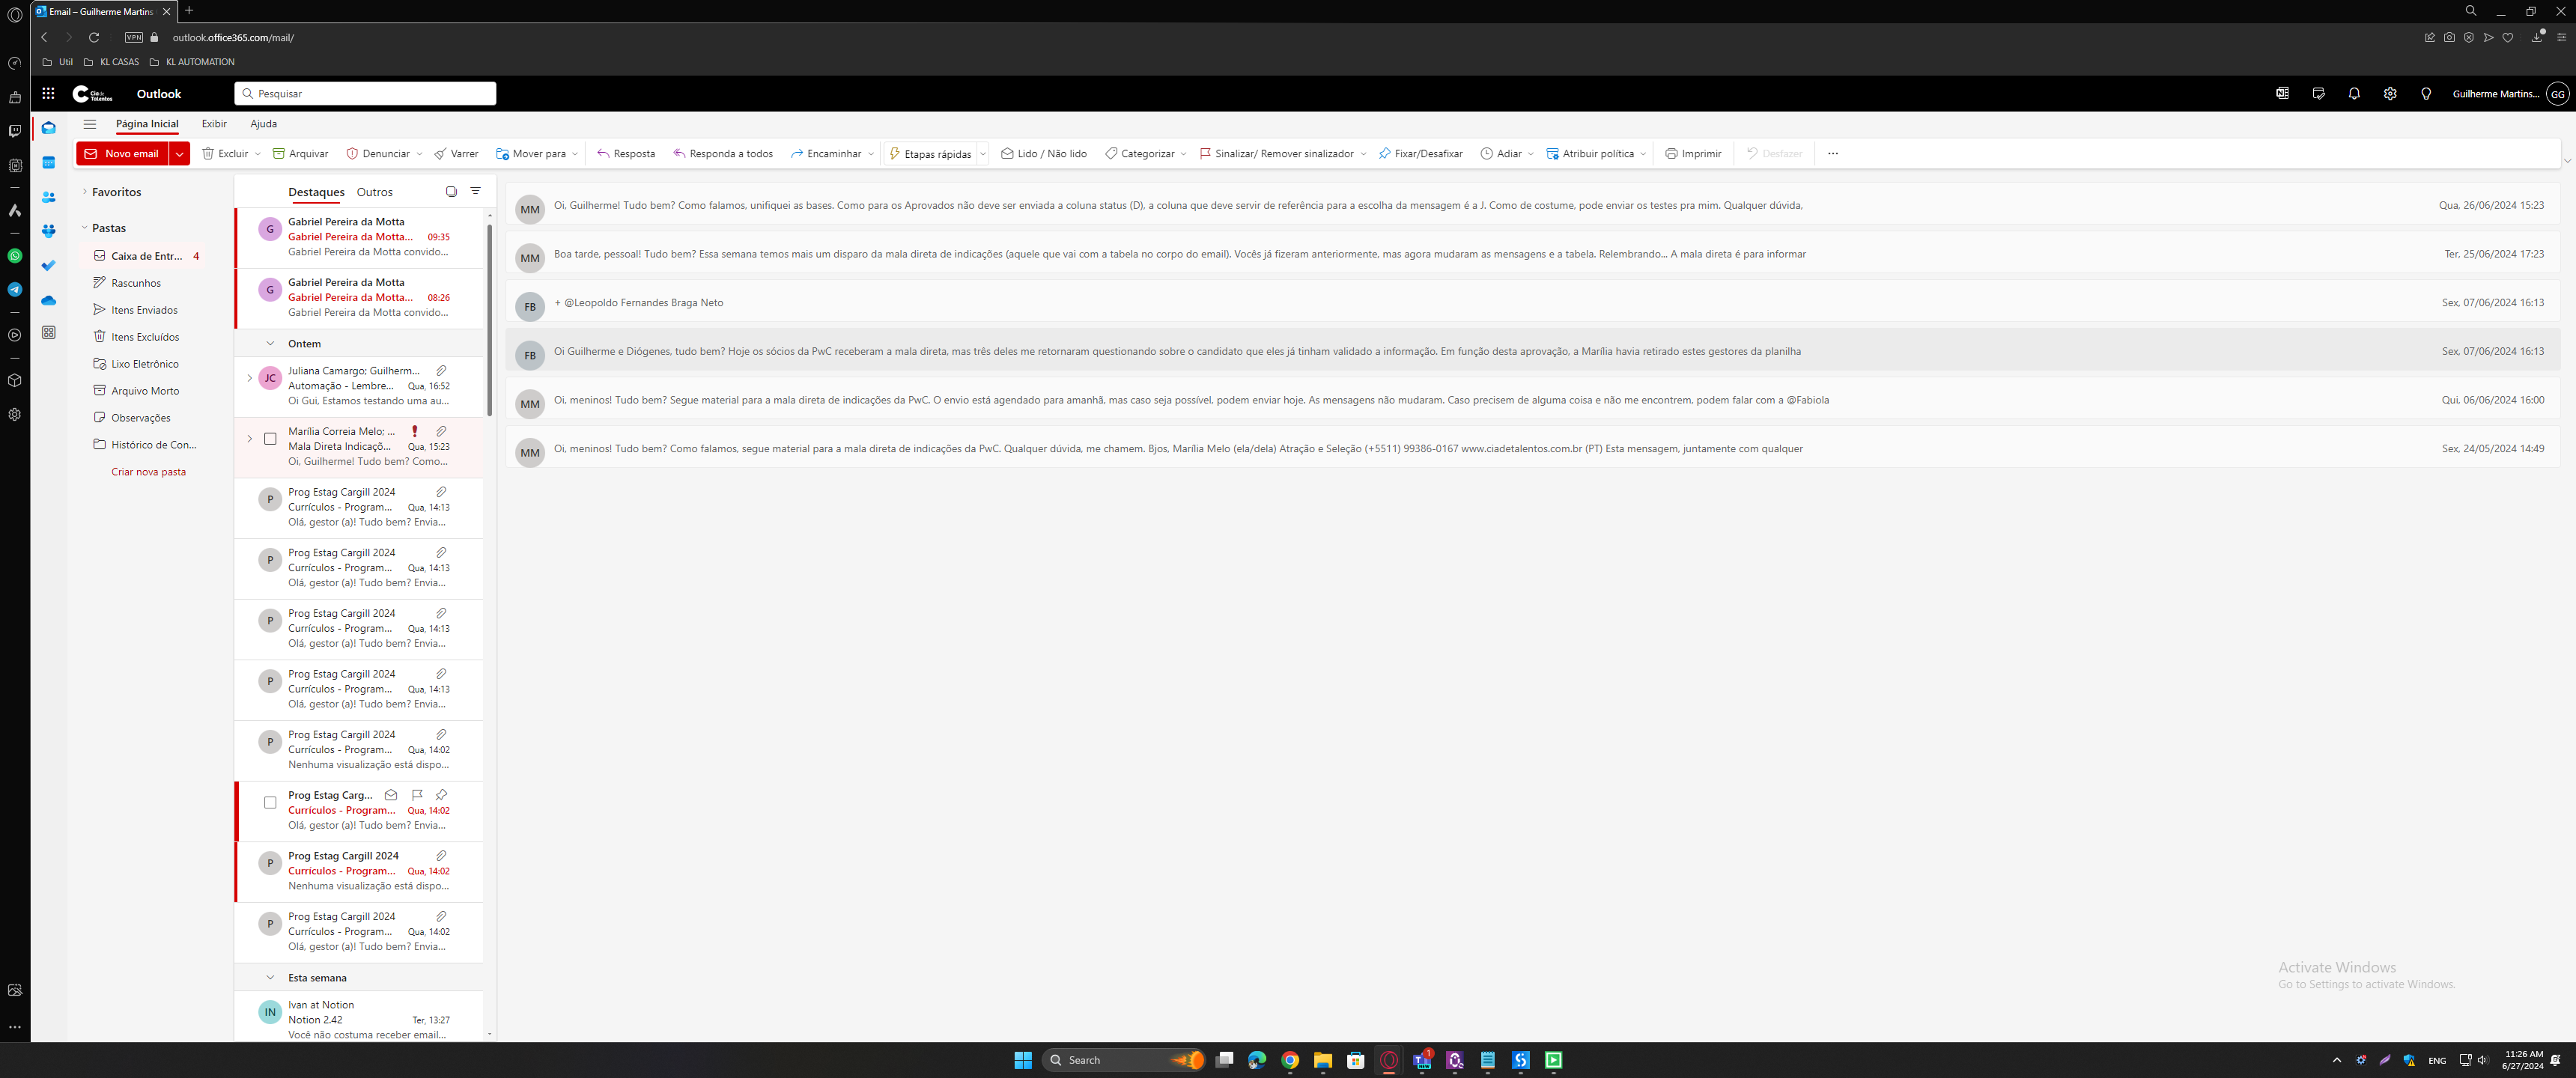 Email – Guilherme Martins
VPN
outlook.office365.com/mail/
Util
KL CASAS
KL AUTOMATION
Cia de Talentos
Outlook
Pesquisar
Guilherme Martins...
GG
Página Inicial
Exibir
Ajuda
Novo email
Excluir
Arquivar
Denunciar
Varrer
Mover para
Resposta
Responda a todos
Encaminhar
Etapas rápidas
Lido / Não lido
Categorizar
Sinalizar/ Remover sinalizador
Fixar/Desafixar
Adiar
Atribuir política
Imprimir
Desfazer
Favoritos
Pastas
Caixa de Entr... 4
Rascunhos
Itens Enviados
Itens Excluídos
Lixo Eletrônico
Arquivo Morto
Observações
Histórico de Con...
Criar nova pasta
Destaques
Outros
G
Gabriel Pereira da Motta
Gabriel Pereira da Motta... 09:35
Gabriel Pereira da Motta convido...
G
Gabriel Pereira da Motta
Gabriel Pereira da Motta... 08:26
Gabriel Pereira da Motta convido...
Ontem
JC
Juliana Camargo; Guilherm...
Automação - Lembre... Qua, 16:52
Oi Gui, Estamos testando uma au...
Marília Correia Melo; ...
Mala Direta Indicaçõ... Qua, 15:23
Oi, Guilherme! Tudo bem? Como...
P
Prog Estag Cargill 2024
Currículos - Program... Qua, 14:13
Olá, gestor (a)! Tudo bem? Envia...
P
Prog Estag Cargill 2024
Currículos - Program... Qua, 14:13
Olá, gestor (a)! Tudo bem? Envia...
P
Prog Estag Cargill 2024
Currículos - Program... Qua, 14:13
Olá, gestor (a)! Tudo bem? Envia...
P
Prog Estag Cargill 2024
Currículos - Program... Qua, 14:13
Olá, gestor (a)! Tudo bem? Envia...
P
Prog Estag Cargill 2024
Currículos - Program... Qua, 14:02
Nenhuma visualização está dispo...
Prog Estag Carg...
Currículos - Program... Qua, 14:02
Olá, gestor (a)! Tudo bem? Envia...
P
Prog Estag Cargill 2024
Currículos - Program... Qua, 14:02
Nenhuma visualização está dispo...
P
Prog Estag Cargill 2024
Currículos - Program... Qua, 14:02
Olá, gestor (a)! Tudo bem? Envia...
Esta semana
IN
Ivan at Notion
Notion 2.42 Ter, 13:27
Você não costuma receber email...
MM
Oi, Guilherme! Tudo bem? Como falamos, unifiquei as bases. Como para os Aprovados não deve ser enviada a coluna status (D), a coluna que deve servir de referência para a escolha da mensagem é a J. Como de costume, pode enviar os testes pra mim. Qualquer dúvida,
Qua, 26/06/2024 15:23
MM
Boa tarde, pessoal! Tudo bem? Essa semana temos mais um disparo da mala direta de indicações (aquele que vai com a tabela no corpo do email). Vocês já fizeram anteriormente, mas agora mudaram as mensagens e a tabela. Relembrando... A mala direta é para informar
Ter, 25/06/2024 17:23
FB
+ @Leopoldo Fernandes Braga Neto
Sex, 07/06/2024 16:13
FB
Oi Guilherme e Diógenes, tudo bem? Hoje os sócios da PwC receberam a mala direta, mas três deles me retornaram questionando sobre o candidato que eles já tinham validado a informação. Em função desta aprovação, a Marília havia retirado estes gestores da planilha
Sex, 07/06/2024 16:13
MM
Oi, meninos! Tudo bem? Segue material para a mala direta de indicações da PwC. O envio está agendado para amanhã, mas caso seja possível, podem enviar hoje. As mensagens não mudaram. Caso precisem de alguma coisa e não me encontrem, podem falar com a @Fabiola
Qui, 06/06/2024 16:00
MM
Oi, meninos! Tudo bem? Como falamos, segue material para a mala direta de indicações da PwC. Qualquer dúvida, me chamem. Bjos, Marília Melo (ela/dela) Atração e Seleção (+5511) 99386-0167 www.ciadetalentos.com.br (PT) Esta mensagem, juntamente com qualquer
Sex, 24/05/2024 14:49
Activate Windows
Go to Settings to activate Windows.
Search
1
ENG
11:26 AM
6/27/2024